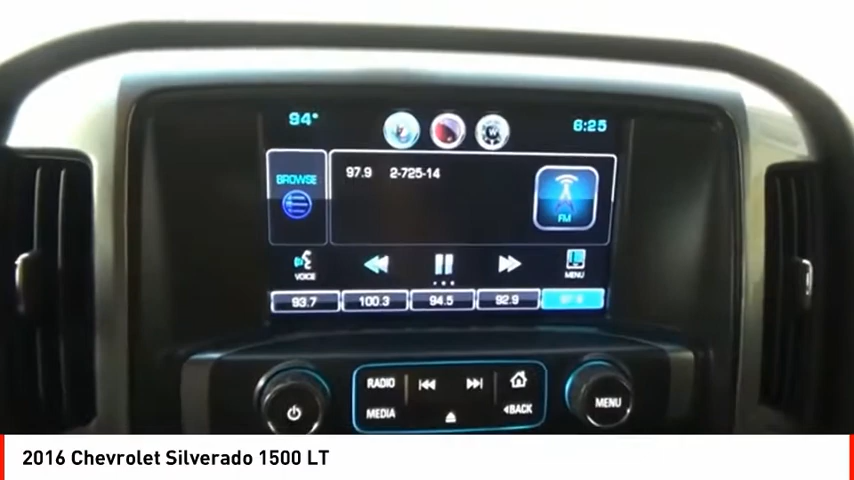 94° 6:25
BROWSE 97.9 2-725-14
FM
VOICE MENU
93.7 100.3 94.5 92.9
RADIO
MEDIA BACK
MENU
2016 Chevrolet Silverado 1500 LT